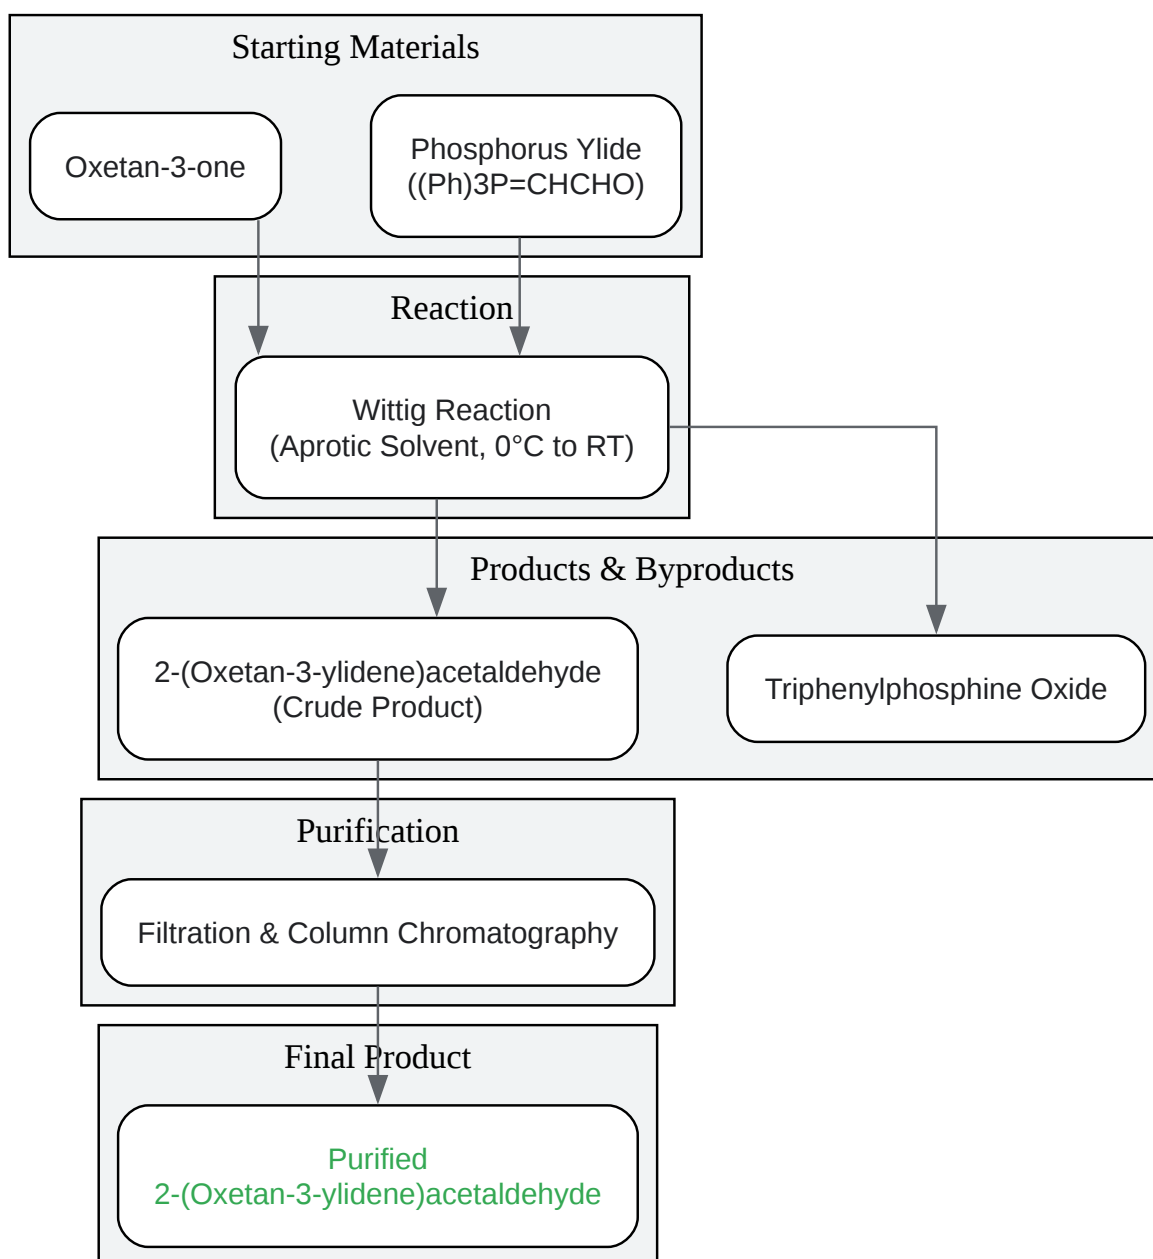 Starting Materials
Oxetan-3-one
Phosphorus Ylide
((Ph)3P=CHCHO)
Reaction
Wittig Reaction
(Aprotic Solvent, 0°C to RT)
Products & Byproducts
2-(Oxetan-3-ylidene)acetaldehyde
(Crude Product)
Triphenylphosphine Oxide
Purification
Filtration & Column Chromatography
Final Product
Purified
2-(Oxetan-3-ylidene)acetaldehyde